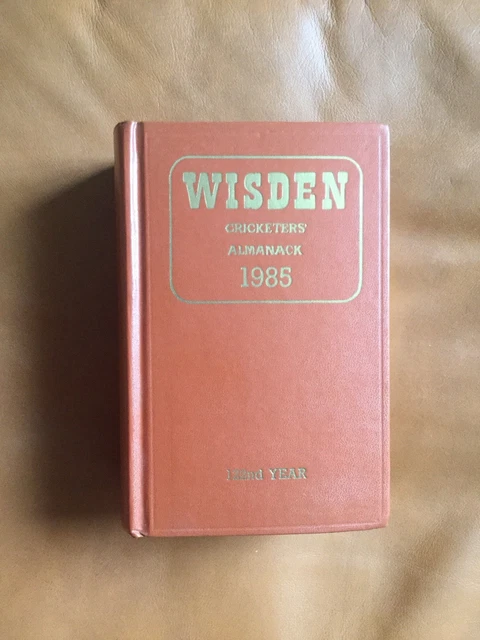 WISDEN
CRICKETERS'
ALMANACK
1985
122nd YEAR